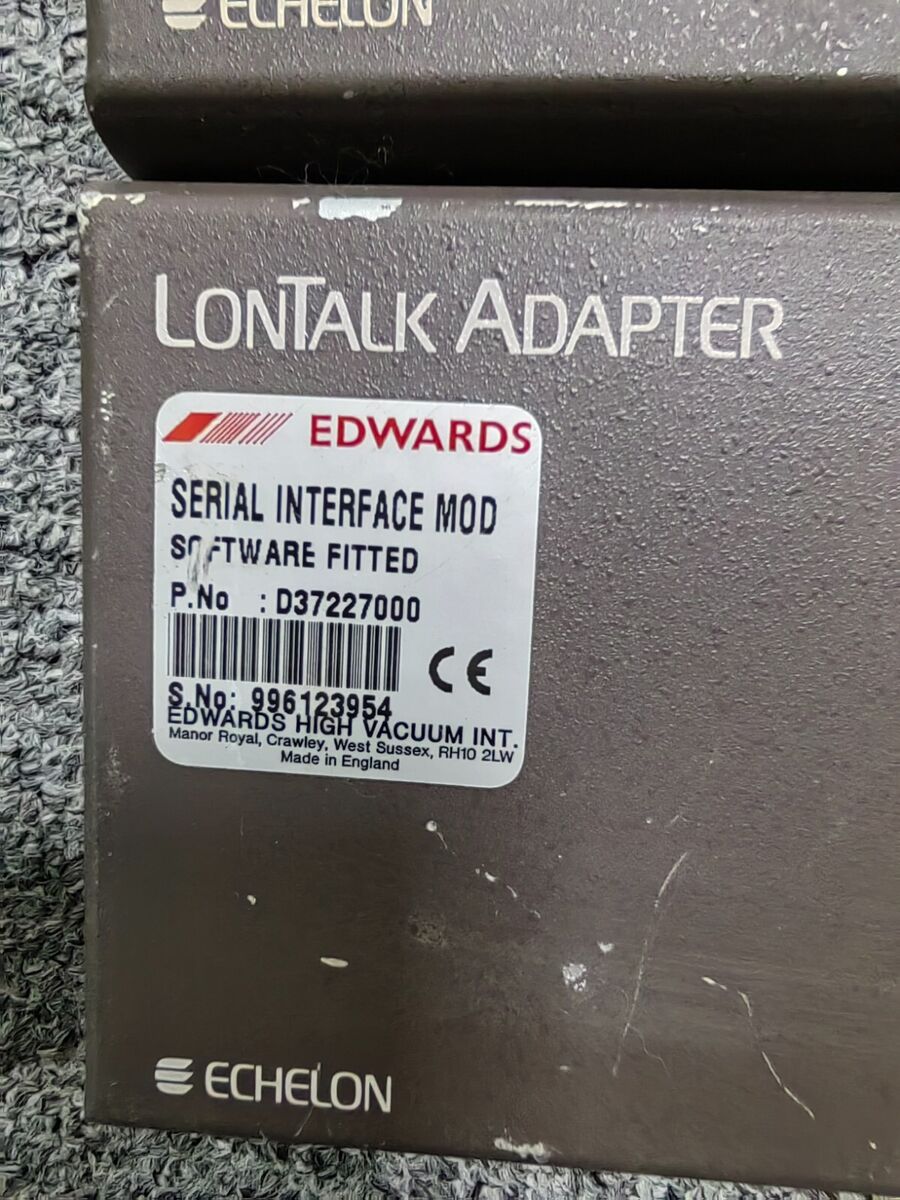 ECHELON
LONTALK ADAPTER
EDWARDS
SERIAL INTERFACE MOD
SOFTWARE FITTED
P.No : D37227000
CE
S.No: 996123954
EDWARDS HIGH VACUUM INT.
Manor Royal, Crawley, West Sussex, RH10 2LW
Made in England
ECHELON